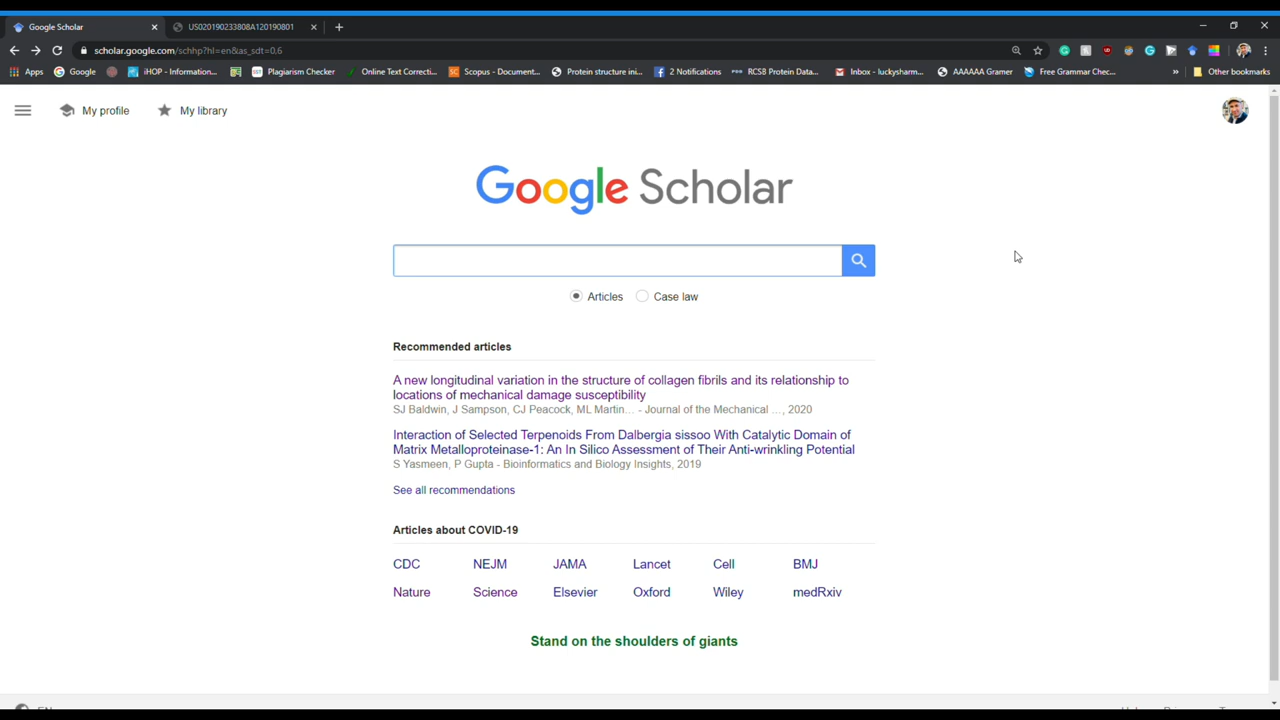 Google Scholar
US020190233808A120190801
scholar.google.com/schhp?hl=en&as_sdt=0.6
Apps
Google
iHOP - Information...
Plagiarism Checker
Online Text Correcti...
Scopus - Document...
Protein structure ini...
2 Notifications
RCSB Protein Data...
Inbox - luckysharm...
AAAAAA Gramer
Free Grammar Chec...
»
Other bookmarks
My profile
My library
Google Scholar
Articles
Case law
Recommended articles
A new longitudinal variation in the structure of collagen fibrils and its relationship to
locations of mechanical damage susceptibility
SJ Baldwin, J Sampson, CJ Peacock, ML Martin... - Journal of the Mechanical ..., 2020
Interaction of Selected Terpenoids From Dalbergia sissoo With Catalytic Domain of
Matrix Metalloproteinase-1: An In Silico Assessment of Their Anti-wrinkling Potential
S Yasmeen, P Gupta - Bioinformatics and Biology Insights, 2019
See all recommendations
Articles about COVID-19
CDC NEJM JAMA Lancet Cell BMJ
Nature Science Elsevier Oxford Wiley medRxiv
Stand on the shoulders of giants